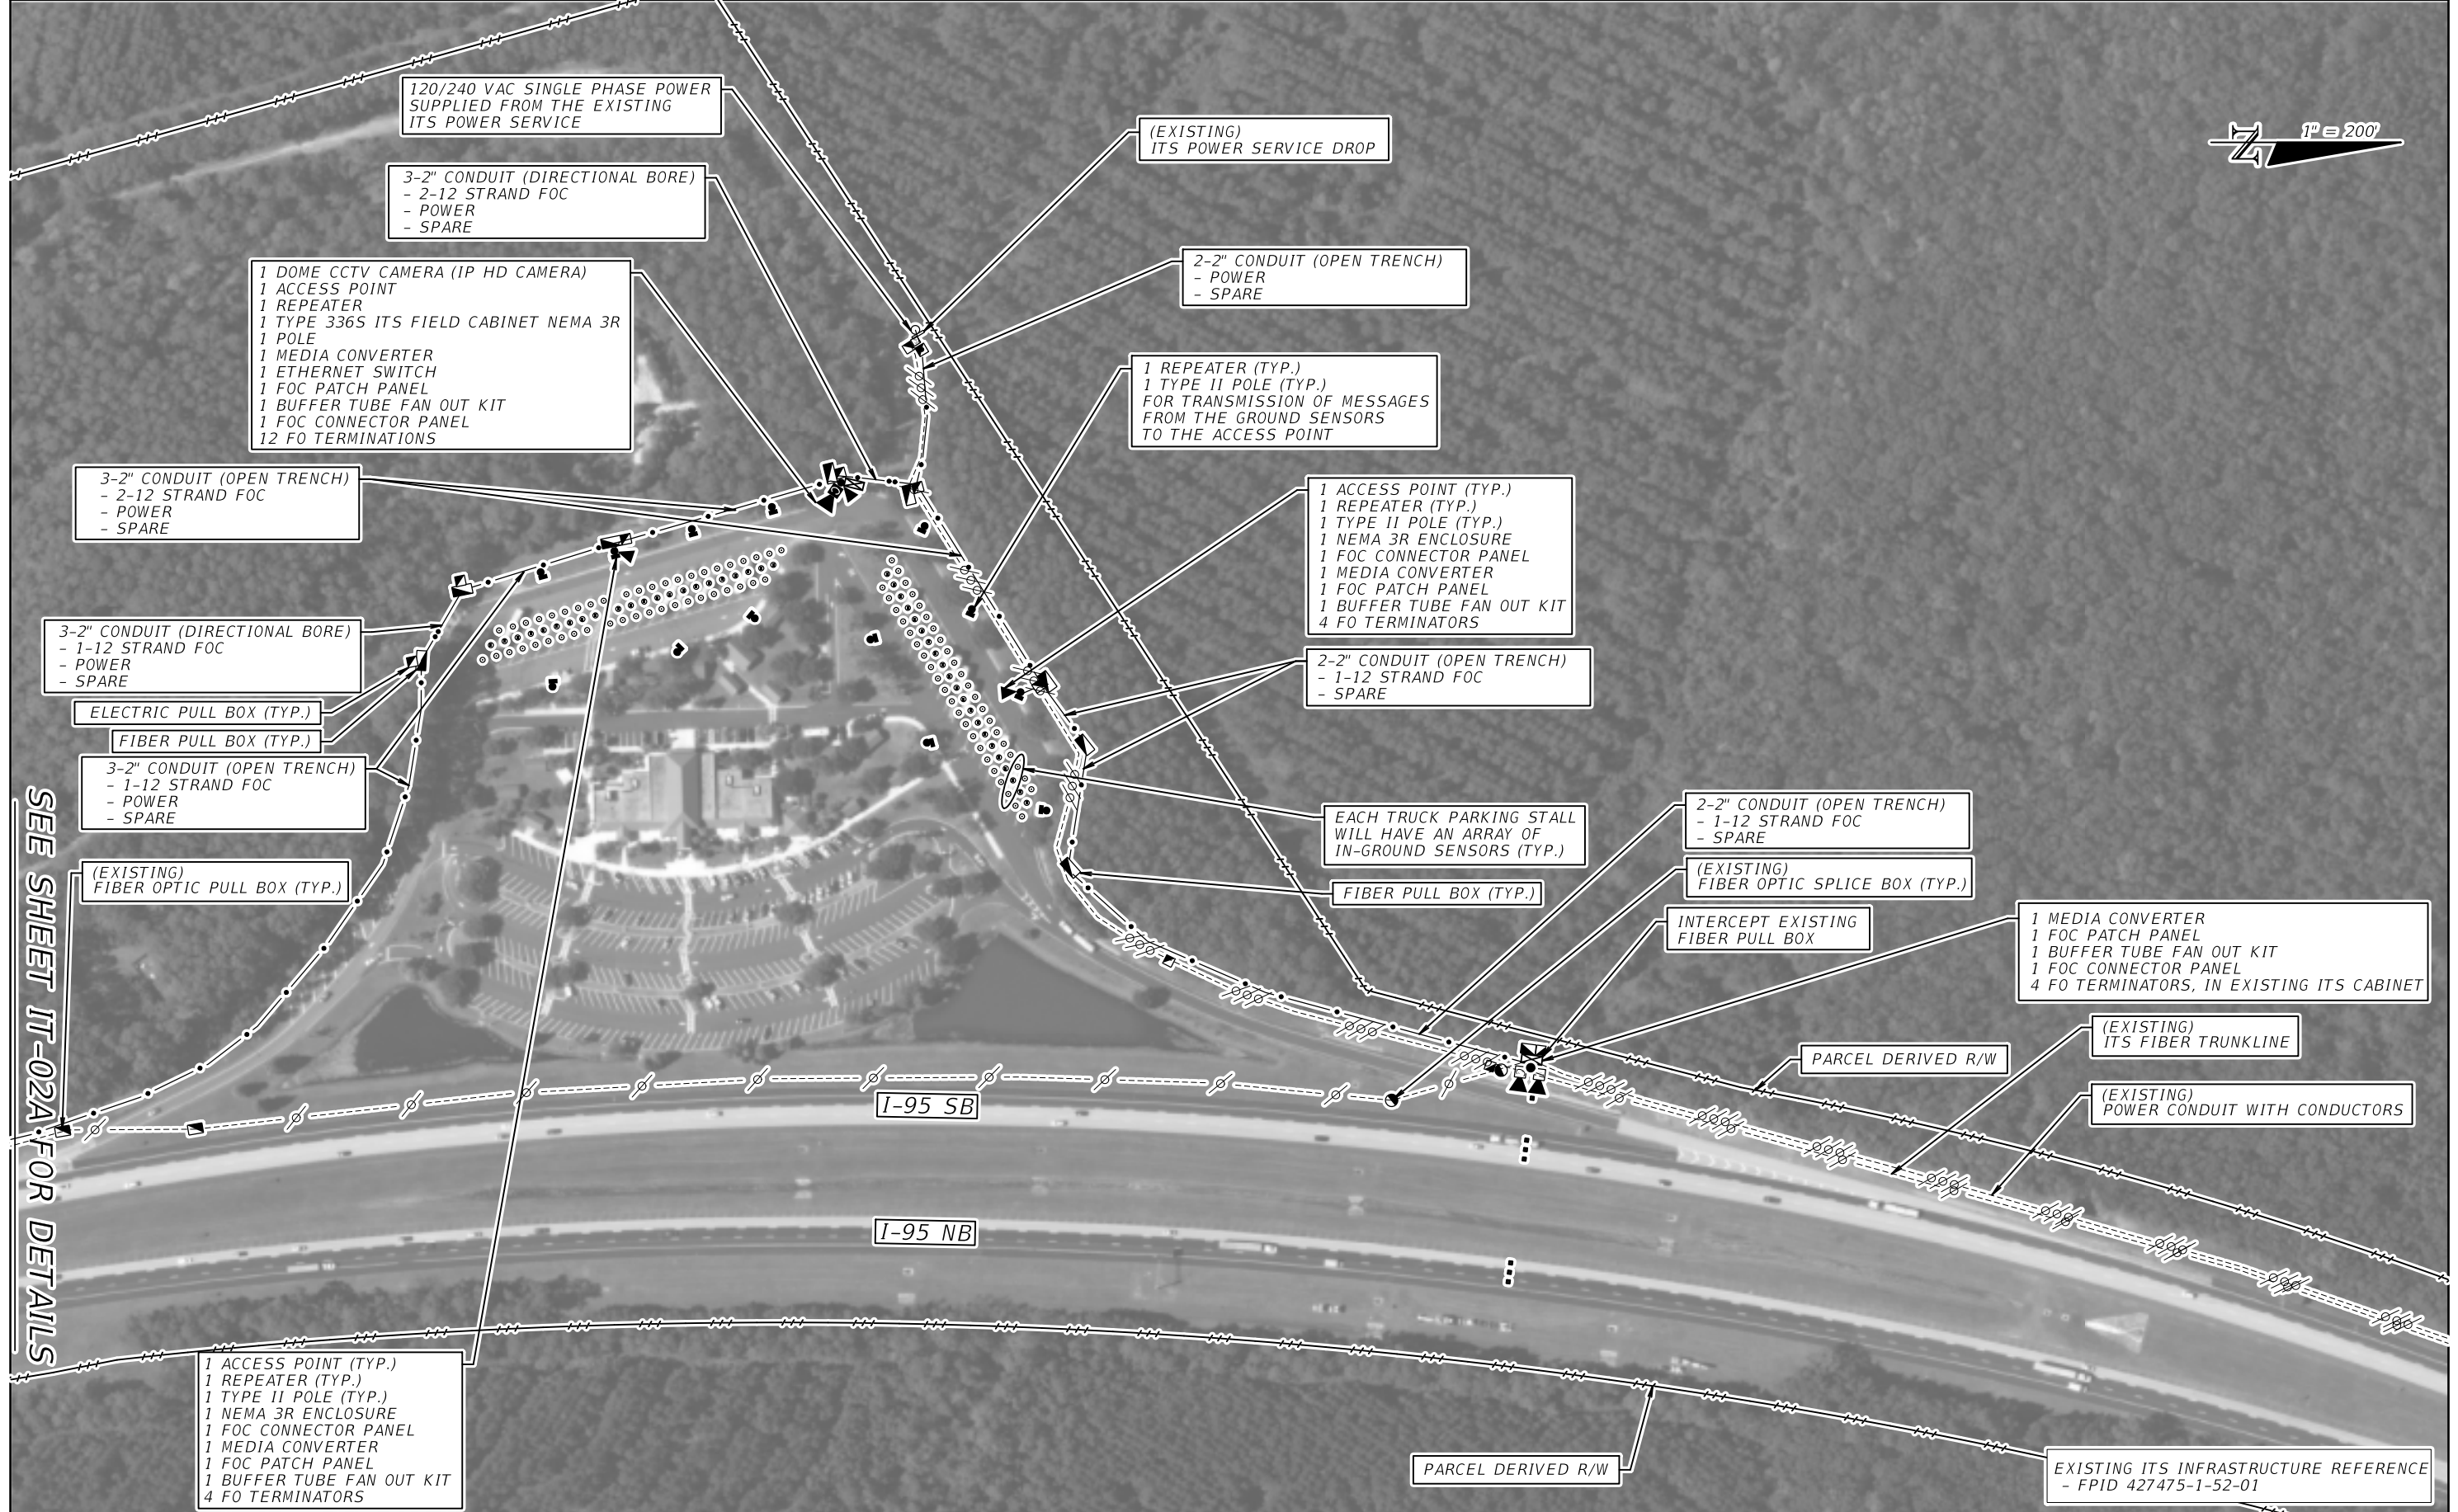 120/240 VAC SINGLE PHASE POWER
SUPPLIED FROM THE EXISTING
ITS POWER SERVICE
(EXISTING)
ITS POWER SERVICE DROP
N
1" = 200'
3-2" CONDUIT (DIRECTIONAL BORE)
- 2-12 STRAND FOC
- POWER
- SPARE
2-2" CONDUIT (OPEN TRENCH)
- POWER
- SPARE
1 DOME CCTV CAMERA (IP HD CAMERA)
1 ACCESS POINT
1 REPEATER
1 TYPE 336S ITS FIELD CABINET NEMA 3R
1 POLE
1 MEDIA CONVERTER
1 ETHERNET SWITCH
1 FOC PATCH PANEL
1 BUFFER TUBE FAN OUT KIT
1 FOC CONNECTOR PANEL
12 FO TERMINATIONS
1 REPEATER (TYP.)
1 TYPE II POLE (TYP.)
FOR TRANSMISSION OF MESSAGES
FROM THE GROUND SENSORS
TO THE ACCESS POINT
3-2" CONDUIT (OPEN TRENCH)
- 2-12 STRAND FOC
- POWER
- SPARE
1 ACCESS POINT (TYP.)
1 REPEATER (TYP.)
1 TYPE II POLE (TYP.)
1 NEMA 3R ENCLOSURE
1 FOC CONNECTOR PANEL
1 MEDIA CONVERTER
1 FOC PATCH PANEL
1 BUFFER TUBE FAN OUT KIT
4 FO TERMINATORS
3-2" CONDUIT (DIRECTIONAL BORE)
- 1-12 STRAND FOC
- POWER
- SPARE
2-2" CONDUIT (OPEN TRENCH)
- 1-12 STRAND FOC
- SPARE
ELECTRIC PULL BOX (TYP.)
FIBER PULL BOX (TYP.)
3-2" CONDUIT (OPEN TRENCH)
- 1-12 STRAND FOC
- POWER
- SPARE
EACH TRUCK PARKING STALL
WILL HAVE AN ARRAY OF
IN-GROUND SENSORS (TYP.)
2-2" CONDUIT (OPEN TRENCH)
- 1-12 STRAND FOC
- SPARE
(EXISTING)
FIBER OPTIC PULL BOX (TYP.)
FIBER PULL BOX (TYP.)
(EXISTING)
FIBER OPTIC SPLICE BOX (TYP.)
INTERCEPT EXISTING
FIBER PULL BOX
1 MEDIA CONVERTER
1 FOC PATCH PANEL
1 BUFFER TUBE FAN OUT KIT
1 FOC CONNECTOR PANEL
4 FO TERMINATORS, IN EXISTING ITS CABINET
SEE SHEET IT-02A FOR DETAILS
(EXISTING)
ITS FIBER TRUNKLINE
PARCEL DERIVED R/W
(EXISTING)
POWER CONDUIT WITH CONDUCTORS
I-95 SB
I-95 NB
1 ACCESS POINT (TYP.)
1 REPEATER (TYP.)
1 TYPE II POLE (TYP.)
1 NEMA 3R ENCLOSURE
1 FOC CONNECTOR PANEL
1 MEDIA CONVERTER
1 FOC PATCH PANEL
1 BUFFER TUBE FAN OUT KIT
4 FO TERMINATORS
PARCEL DERIVED R/W
EXISTING ITS INFRASTRUCTURE REFERENCE
- FPID 427475-1-52-01